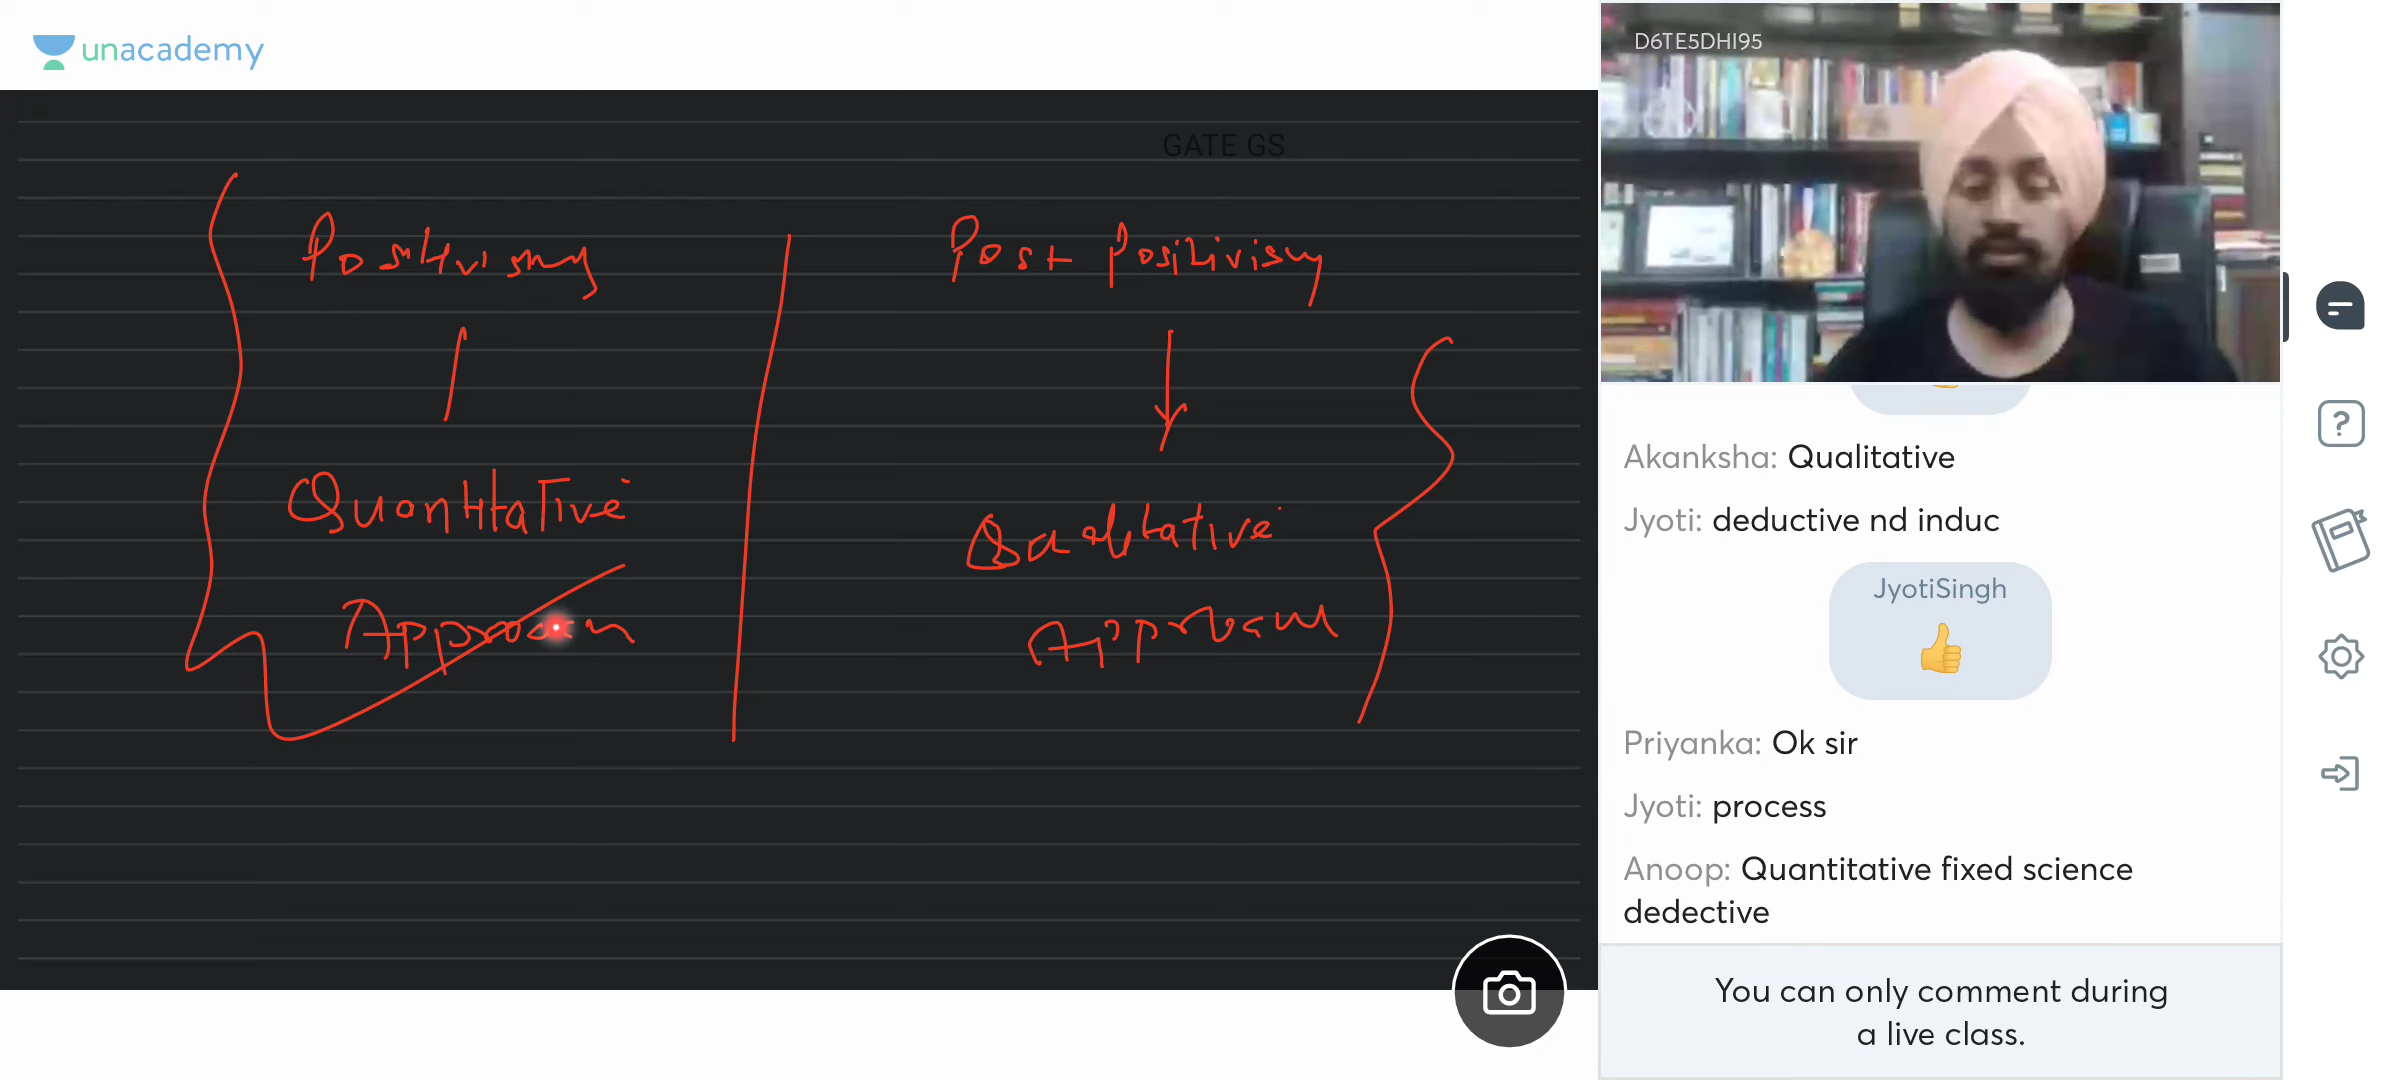 unacademy
GATE GS
Positivism
Quantitative
Approach
Post Positivism
Qualitative
Approach
D6TE5DHI95
Akanksha: Qualitative
Jyoti: deductive nd induc
JyotiSingh
Priyanka: Ok sir
Jyoti: process
Anoop: Quantitative fixed science
dedective
You can only comment during
a live class.